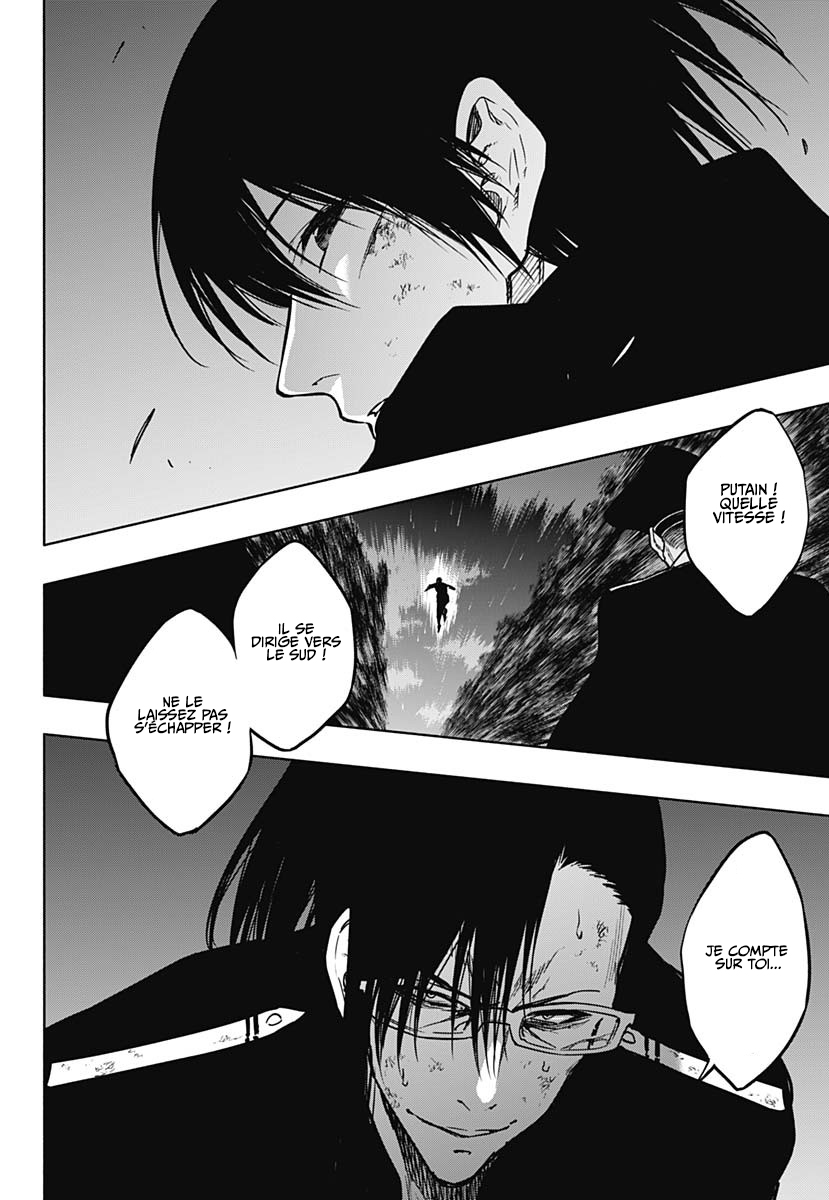 PUTAIN !
QUELLE
VITESSE !
IL SE
DIRIGE VERS
LE SUD !
NE LE
LAISSEZ PAS
S'ÉCHAPPER !
JE COMPTE
SUR TOI...